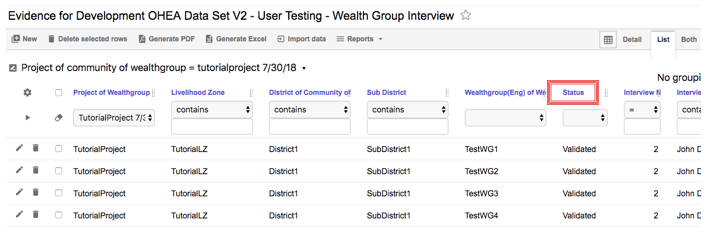 Evidence for Development OHEA Data Set V2 - User Testing - Wealth Group Interview
New Delete selected rows Generate PDF Generate Excel Import data Reports Detail List Both
Project of community of wealthgroup = tutorialproject 7/30/18
No groupi
Project of Wealthgroup Livelihood Zone District of Community of Sub District Wealthgroup(Eng) of We Status Interview N Intervie
TutorialProject 7/3 contains contains contains = conta
TutorialProject TutorialLZ District1 SubDistrict1 TestWG1 Validated 2 John D
TutorialProject TutorialLZ District1 SubDistrict1 TestWG2 Validated 2 John D
TutorialProject TutorialLZ District1 SubDistrict1 TestWG3 Validated 2 John D
TutorialProject TutorialLZ District1 SubDistrict1 TestWG4 Validated 2 John D